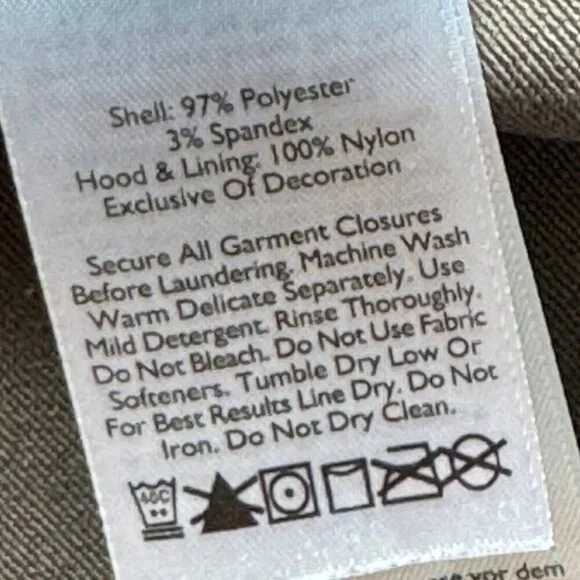 Shell: 97% Polyester
3% Spandex
Hood & Lining: 100% Nylon
Exclusive Of Decoration
Secure All Garment Closures
Before Laundering. Machine Wash
Warm Delicate Separately. Use
Mild Detergent. Rinse Thoroughly.
Do Not Bleach. Do Not Use Fabric
Softeners. Tumble Dry Low Or
For Best Results Line Dry. Do Not
Iron. Do Not Dry Clean.
40C
vor dem